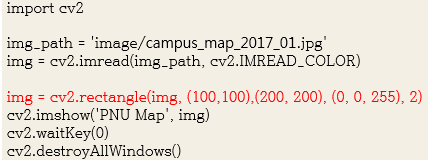 import cv2
img_path = 'image/campus_map_2017_01.jpg'
img = cv2.imread(img_path, cv2.IMREAD_COLOR)
img = cv2.rectangle(img, (100,100),(200, 200), (0, 0, 255), 2)
cv2.imshow('PNU Map', img)
cv2.waitKey(0)
cv2.destroyAllWindows()